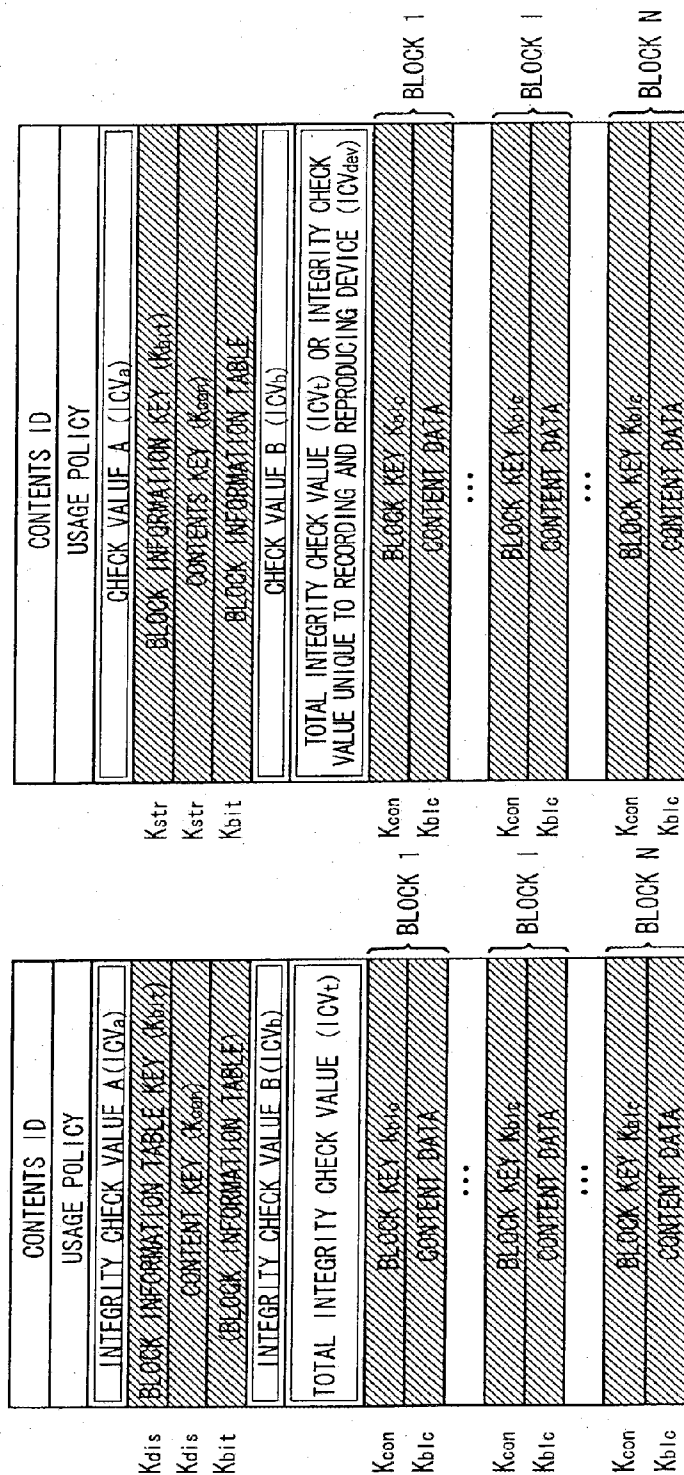 CONTENTS ID
USAGE POLICY
INTEGRITY CHECK VALUE A(ICVa)
Kdis BLOCK INFORMATION TABLE KEY (Kbit)
Kdis CONTENT KEY (Kcon)
Kbit (BLOCK INFORMATION TABLE)
INTEGRITY CHECK VALUE B(ICVb)
TOTAL INTEGRITY CHECK VALUE (ICVt)
Kcon BLOCK KEY Kblc
Kblc CONTENT DATA
BLOCK 1
...
Kcon BLOCK KEY Kblc
Kblc CONTENT DATA
BLOCK I
...
Kcon BLOCK KEY Kblc
Kblc CONTENT DATA
BLOCK N
CONTENTS ID
USAGE POLICY
CHECK VALUE A (ICVa)
Kstr BLOCK INFORMATION KEY (Kbit)
Kstr CONTENTS KEY (Kcon)
Kbit BLOCK INFORMATION TABLE
CHECK VALUE B (ICVb)
TOTAL INTEGRITY CHECK VALUE (ICVt) OR INTEGRITY CHECK
VALUE UNIQUE TO RECORDING AND REPRODUCING DEVICE (ICVdev)
Kcon BLOCK KEY Kblc
Kblc CONTENT DATA
BLOCK 1
...
Kcon BLOCK KEY Kblc
Kblc CONTENT DATA
BLOCK I
...
Kcon BLOCK KEY Kblc
Kblc CONTENT DATA
BLOCK N